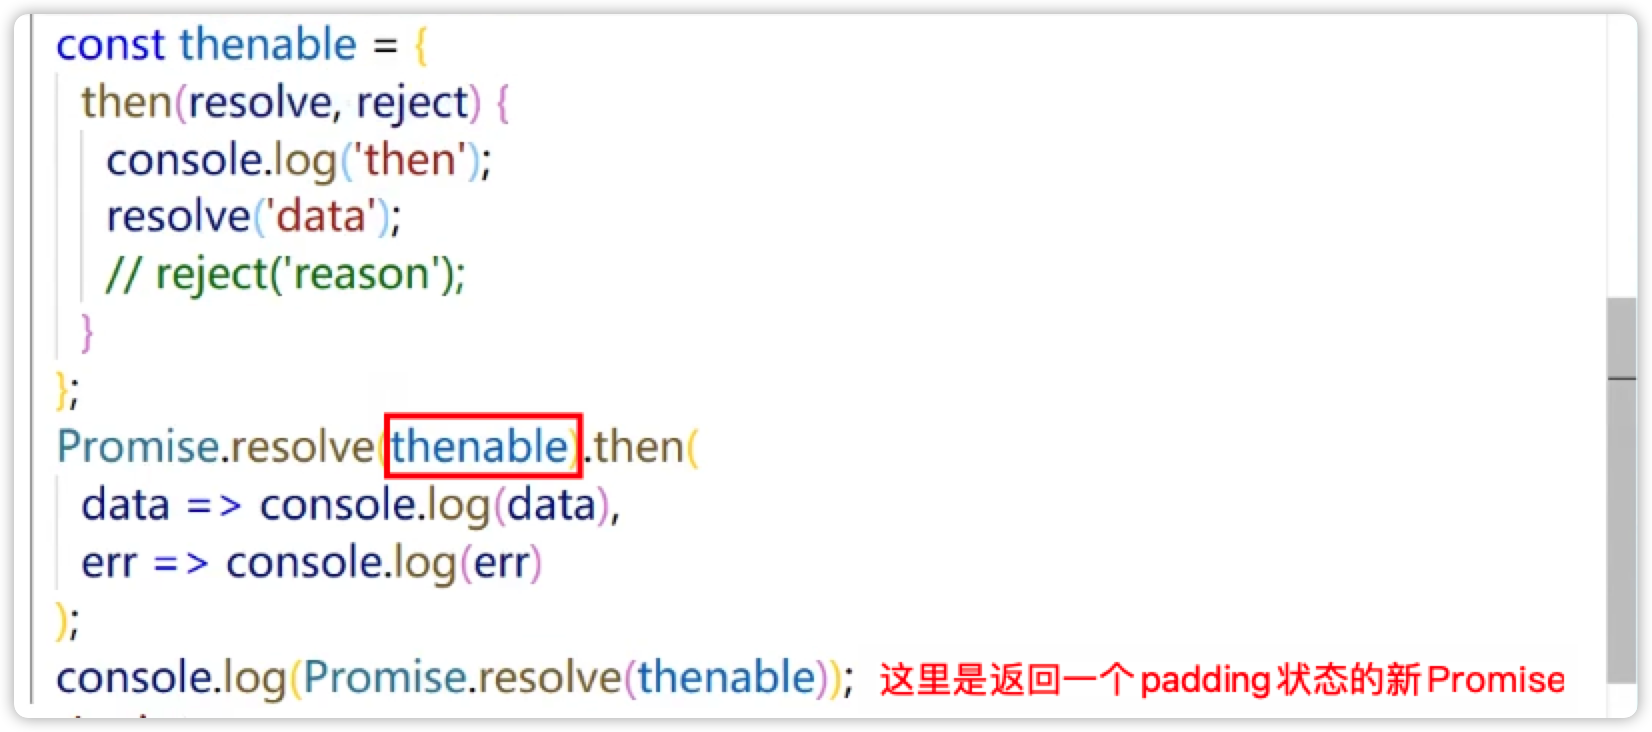 const thenable = {
then(resolve, reject) {
console.log('then');
resolve('data');
// reject('reason');
}
};
Promise.resolve(thenable).then(
data => console.log(data),
err => console.log(err)
);
console.log(Promise.resolve(thenable)); 这里是返回一个padding状态的新Promise